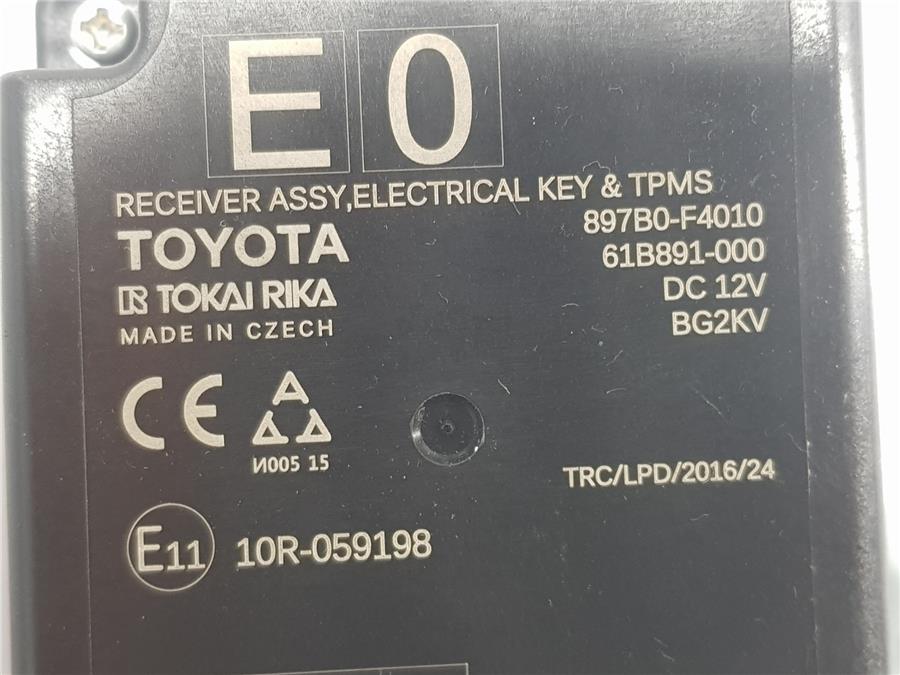 E 0
RECEIVER ASSY,ELECTRICAL KEY & TPMS
TOYOTA
TOKAI RIKA
MADE IN CZECH
897B0-F4010
61B891-000
DC 12V
BG2KV
CE
И005 15
TRC/LPD/2016/24
E11 10R-059198